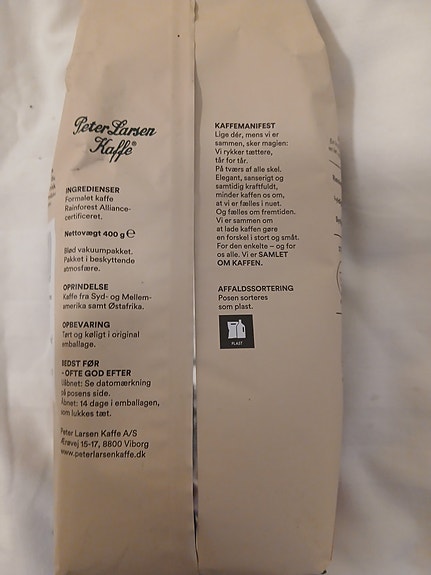 Peter Larsen
Kaffe®
INGREDIENSER
Formalet kaffe
Rainforest Alliance-
certificeret.
Nettovægt 400 g ℮
Blød vakuumpakket.
Pakket i beskyttende
atmosfære.
OPRINDELSE
Kaffe fra Syd- og Mellem-
amerika samt Østafrika.
OPBEVARING
Tørt og køligt i original
emballage.
BEDST FØR
- OFTE GOD EFTER
Uåbnet: Se datomærkning
på posens side.
Åbnet: 14 dage i emballagen,
som lukkes tæt.
Peter Larsen Kaffe A/S
Ærøvej 15-17, 8800 Viborg
www.peterlarsenkaffe.dk
KAFFEMANIFEST
Lige dér, mens vi er
sammen, sker magien:
Vi rykker tættere,
tår for tår.
På tværs af alle skel.
Elegant, sanserigt og
samtidig kraftfuldt,
minder kaffen os om,
at vi er fælles i nuet.
Og fælles om fremtiden.
Vi er sammen om
at lade kaffen gøre
en forskel i stort og småt.
For den enkelte – og for
os alle. Vi er SAMLET
OM KAFFEN.
AFFALDSSORTERING
Posen sorteres
som plast.
PLAST